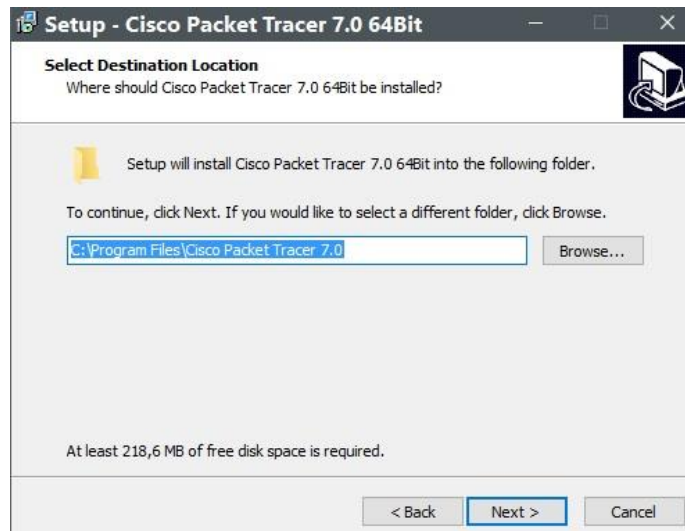 Setup - Cisco Packet Tracer 7.0 64Bit
Select Destination Location
Where should Cisco Packet Tracer 7.0 64Bit be installed?
Setup will install Cisco Packet Tracer 7.0 64Bit into the following folder.
To continue, click Next. If you would like to select a different folder, click Browse.
C:\Program Files\Cisco Packet Tracer 7.0
Browse...
At least 218,6 MB of free disk space is required.
< Back
Next >
Cancel